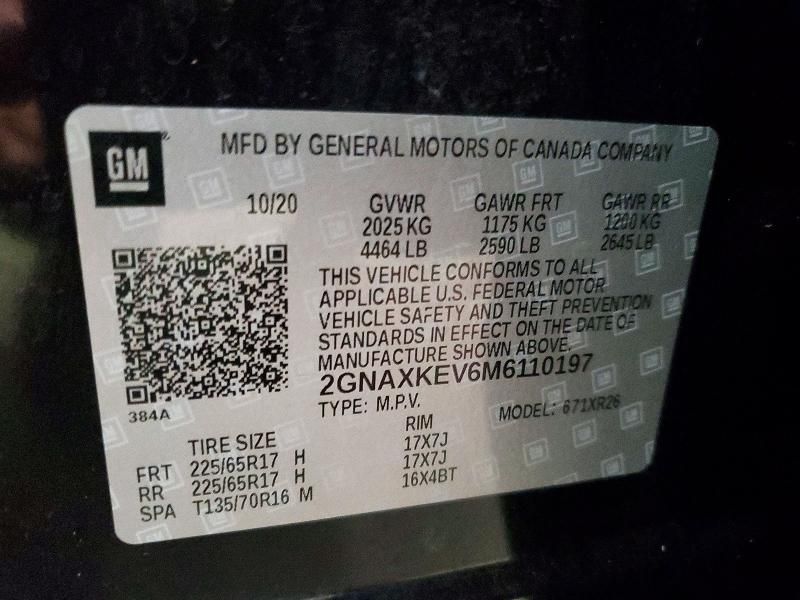 GM
MFD BY GENERAL MOTORS OF CANADA COMPANY
10/20 GVWR GAWR FRT GAWR RR
2025 KG 1175 KG 1200 KG
4464 LB 2590 LB 2645 LB
THIS VEHICLE CONFORMS TO ALL
APPLICABLE U.S. FEDERAL MOTOR
VEHICLE SAFETY AND THEFT PREVENTION
STANDARDS IN EFFECT ON THE DATE OF
MANUFACTURE SHOWN ABOVE.
2GNAXKEV6M6110197
384A
TYPE: M.P.V. MODEL: 671XR26
TIRE SIZE RIM
FRT 225/65R17 H 17X7J
RR 225/65R17 H 17X7J
SPA T135/70R16 M 16X4BT